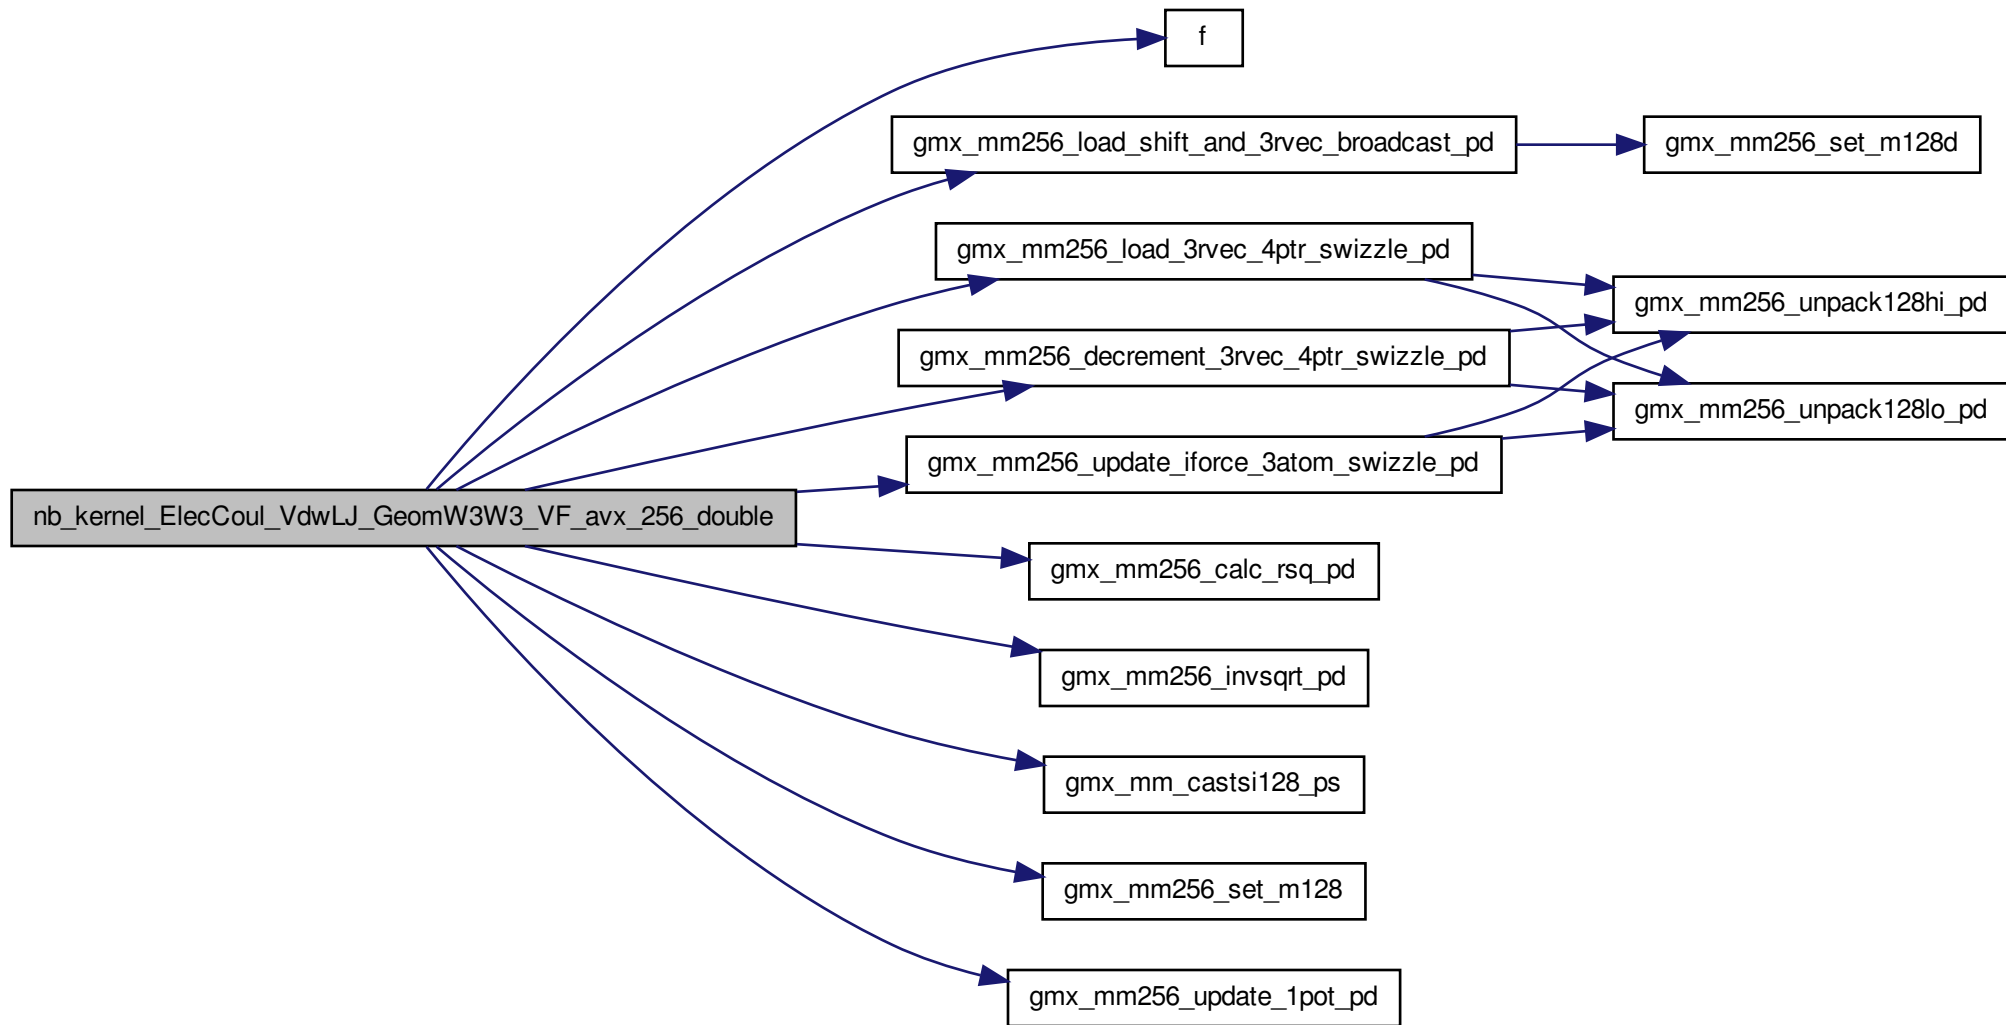 f
gmx_mm256_load_shift_and_3rvec_broadcast_pd
gmx_mm256_set_m128d
gmx_mm256_load_3rvec_4ptr_swizzle_pd
gmx_mm256_unpack128hi_pd
gmx_mm256_decrement_3rvec_4ptr_swizzle_pd
gmx_mm256_unpack128lo_pd
gmx_mm256_update_iforce_3atom_swizzle_pd
nb_kernel_ElecCoul_VdwLJ_GeomW3W3_VF_avx_256_double
gmx_mm256_calc_rsq_pd
gmx_mm256_invsqrt_pd
gmx_mm_castsi128_ps
gmx_mm256_set_m128
gmx_mm256_update_1pot_pd